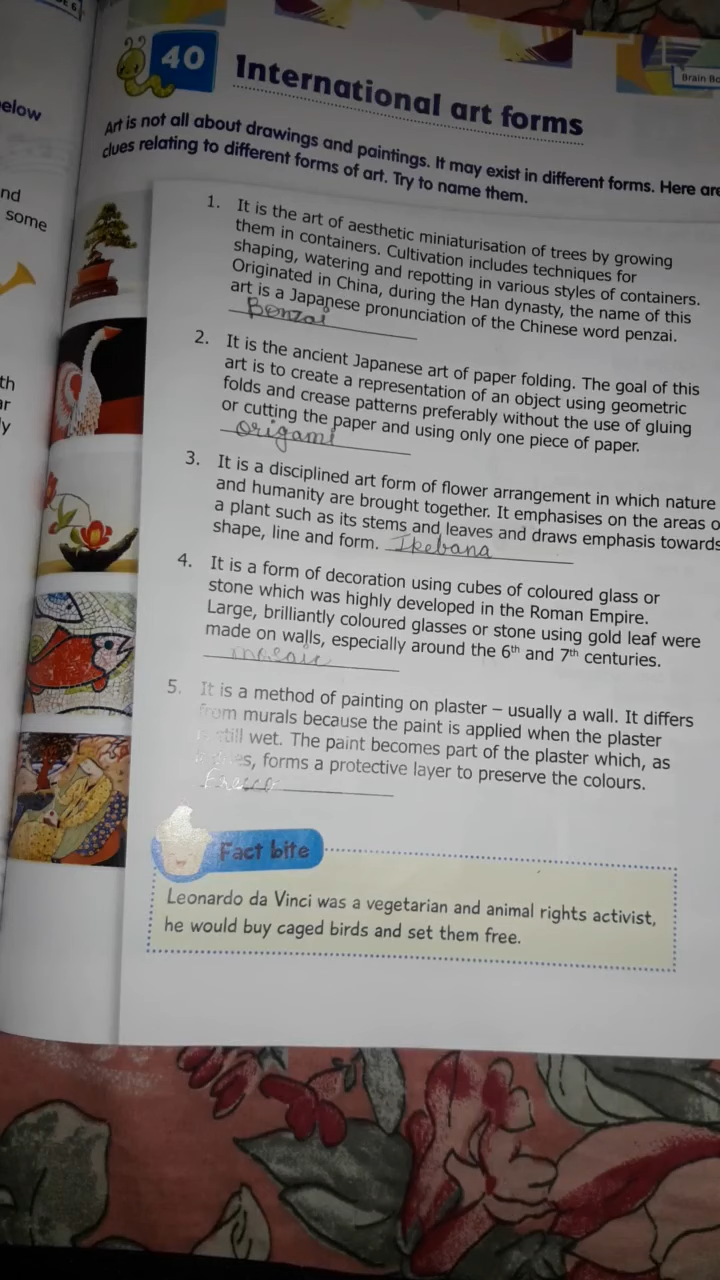 elow
nd
some
th
ar
y
40
International art forms
Brain Bo
Art is not all about drawings and paintings. It may exist in different forms. Here are
clues relating to different forms of art. Try to name them.
1. It is the art of aesthetic miniaturisation of trees by growing
them in containers. Cultivation includes techniques for
shaping, watering and repotting in various styles of containers.
Originated in China, during the Han dynasty, the name of this
art is a Japanese pronunciation of the Chinese word penzai.
Bonzai
2. It is the ancient Japanese art of paper folding. The goal of this
art is to create a representation of an object using geometric
folds and crease patterns preferably without the use of gluing
or cutting the paper and using only one piece of paper.
origami
3. It is a disciplined art form of flower arrangement in which nature
and humanity are brought together. It emphasises on the areas o
a plant such as its stems and leaves and draws emphasis towards
shape, line and form. Ikebana
4. It is a form of decoration using cubes of coloured glass or
stone which was highly developed in the Roman Empire.
Large, brilliantly coloured glasses or stone using gold leaf were
made on walls, especially around the 6th and 7th centuries.
mosaic
5. It is a method of painting on plaster – usually a wall. It differs
from murals because the paint is applied when the plaster
still wet. The paint becomes part of the plaster which, as
es, forms a protective layer to preserve the colours.
Fresco
Fact bite
Leonardo da Vinci was a vegetarian and animal rights activist,
he would buy caged birds and set them free.